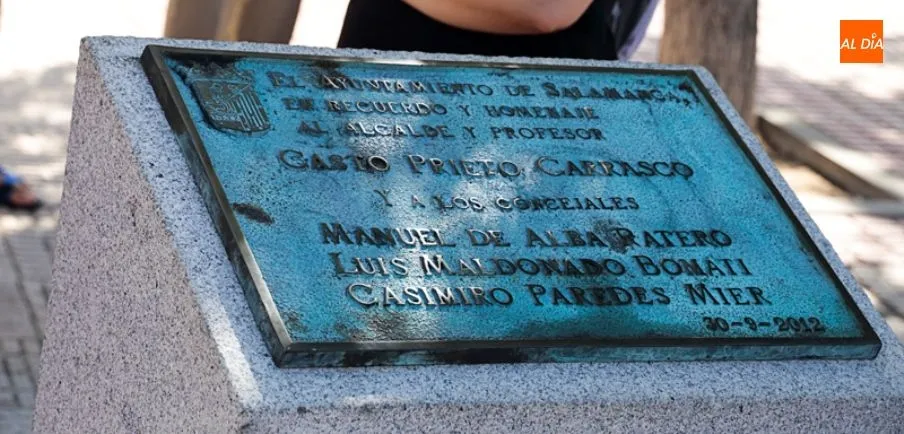 EL AYUNTAMIENTO DE SALAMANCA,
EN RECUERDO Y HOMENAJE
AL ALCALDE Y PROFESOR
CASTO PRIETO CARRASCO
Y A LOS CONCEJALES
MANUEL DE ALBA RATERO
LUIS MALDONADO BOMATI
CASIMIRO PAREDES MIER
30-9-2012
AL DÍA